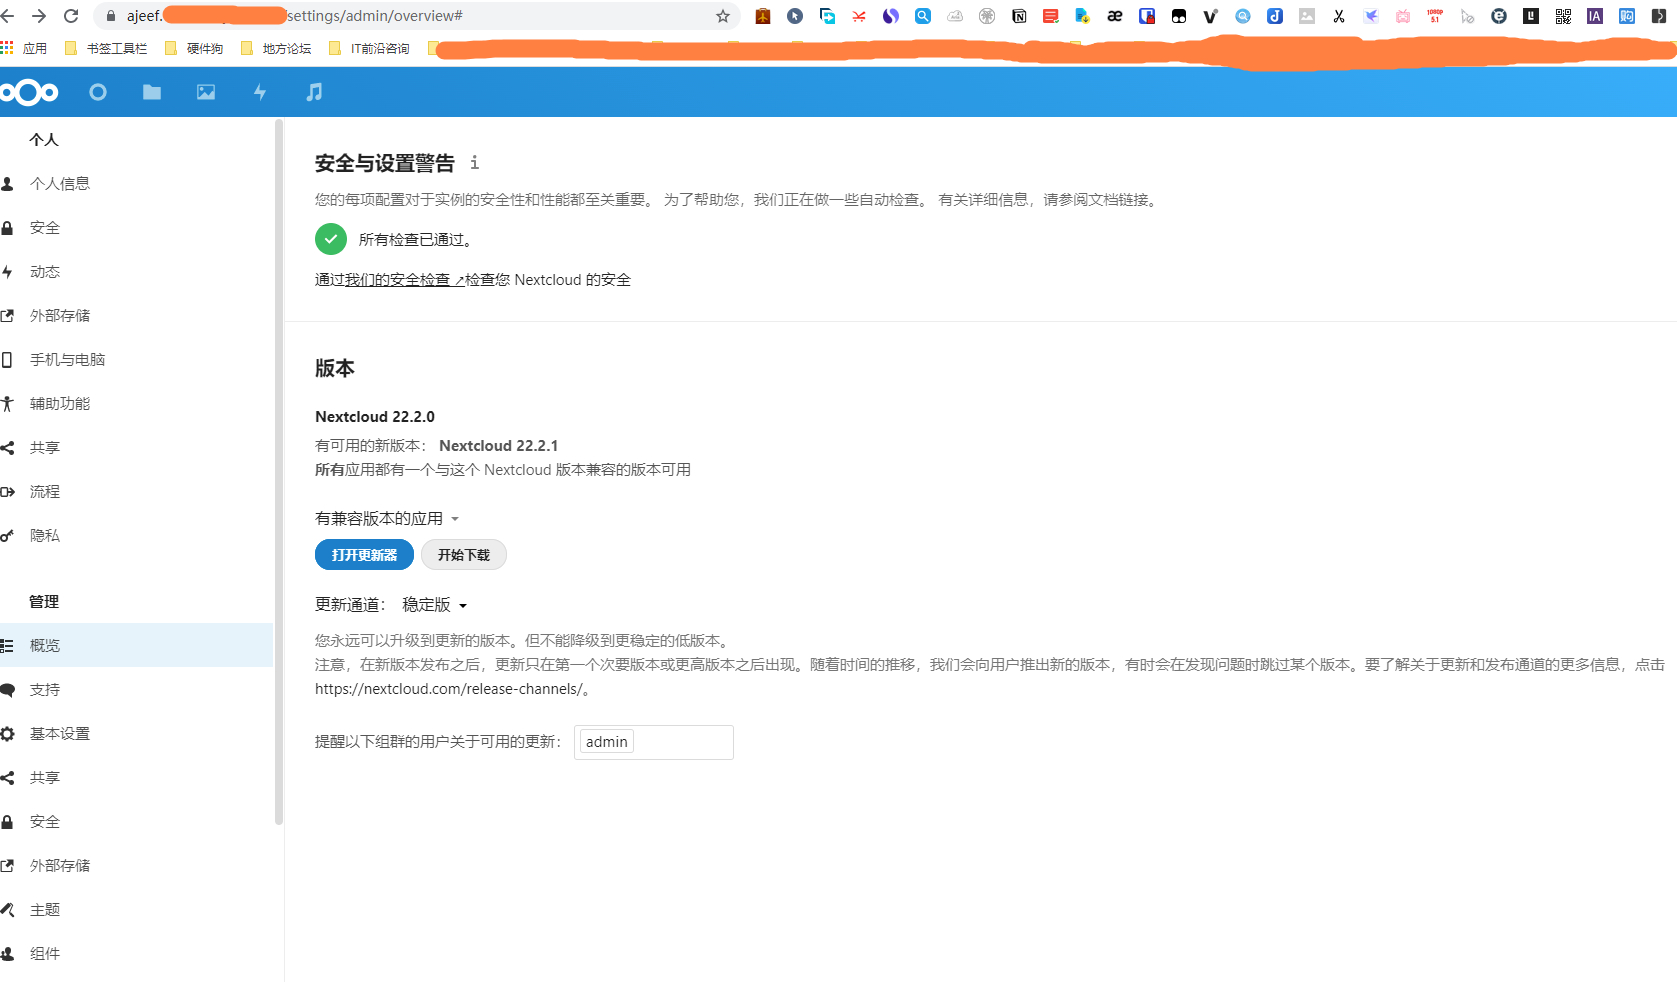 ajeef.
/settings/admin/overview#
应用
书签工具栏
硬件狗
地方论坛
IT前沿咨询
个人
个人信息
安全
动态
外部存储
手机与电脑
辅助功能
共享
流程
隐私
管理
概览
支持
基本设置
共享
安全
外部存储
主题
组件
安全与设置警告
您的每项配置对于实例的安全性和性能都至关重要。 为了帮助您，我们正在做一些自动检查。 有关详细信息，请参阅文档链接。
所有检查已通过。
通过我们的安全检查 ↗检查您 Nextcloud 的安全
版本
Nextcloud 22.2.0
有可用的新版本： Nextcloud 22.2.1
所有应用都有一个与这个 Nextcloud 版本兼容的版本可用
有兼容版本的应用
打开更新器
开始下载
更新通道： 稳定版
您永远可以升级到更新的版本。但不能降级到更稳定的低版本。
注意，在新版本发布之后，更新只在第一个次要版本或更高版本之后出现。随着时间的推移，我们会向用户推出新的版本，有时会在发现问题时跳过某个版本。要了解关于更新和发布通道的更多信息，点击
https://nextcloud.com/release-channels/。
提醒以下组群的用户关于可用的更新： admin